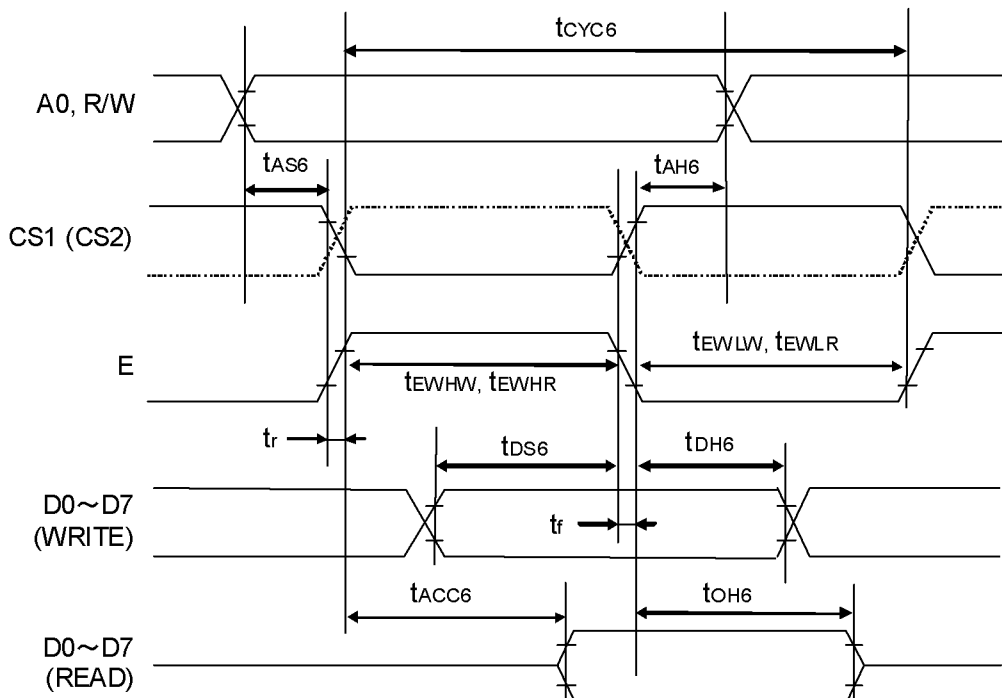 tCYC6
A0, R/W
tAS6
tAH6
CS1 (CS2)
tEWLW, tEWLR
E
tEWHW, tEWHR
tr
tDS6
tDH6
D0~D7
(WRITE)
tf
tACC6
tOH6
D0~D7
(READ)